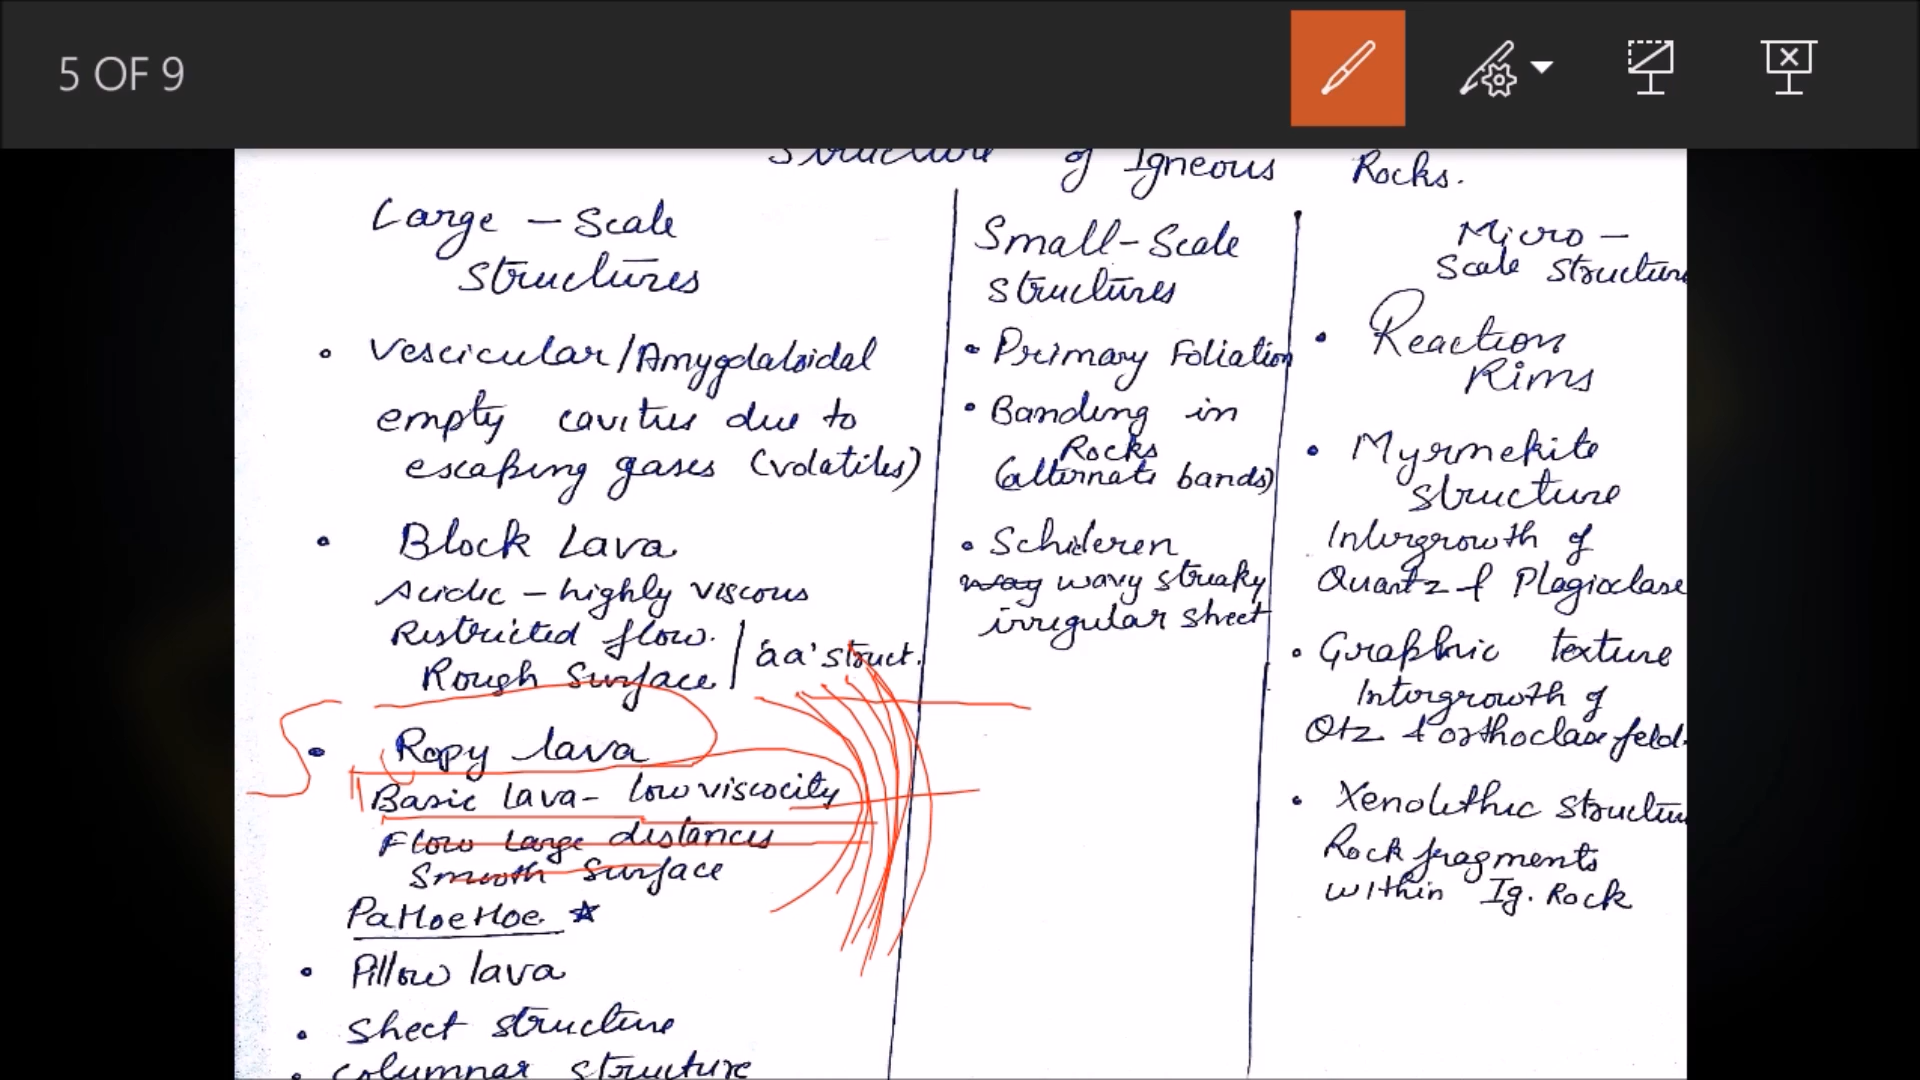 5 OF 9
Structure of Igneous Rocks.
Large - Scale
Structures
• Vescicular/Amygdaloidal
empty cavities due to
escaping gases (volatiles)
• Block Lava
Acidic - highly viscous
Restricted flow.
Rough Surface / 'aa' struct.
• Ropy lava
Basic lava - low viscocity
Flow Large distances
Smooth Surface
PaHoeHoe ☆
• Pillow lava
• Sheet structure
• Columnar structure
Small-Scale
structures
• Primary Foliation
• Banding in
Rocks
(alternate bands)
• Schideren
wavy streaky
irregular sheet
Micro -
Scale structure
• Reaction
Rims
• Myrmekite
structure
Intergrowth of
Quartz & Plagioclase
• Graphic texture
Intergrowth of
Qtz & orthoclase feld.
• Xenolithic structu
Rock fragments
within Ig. Rock